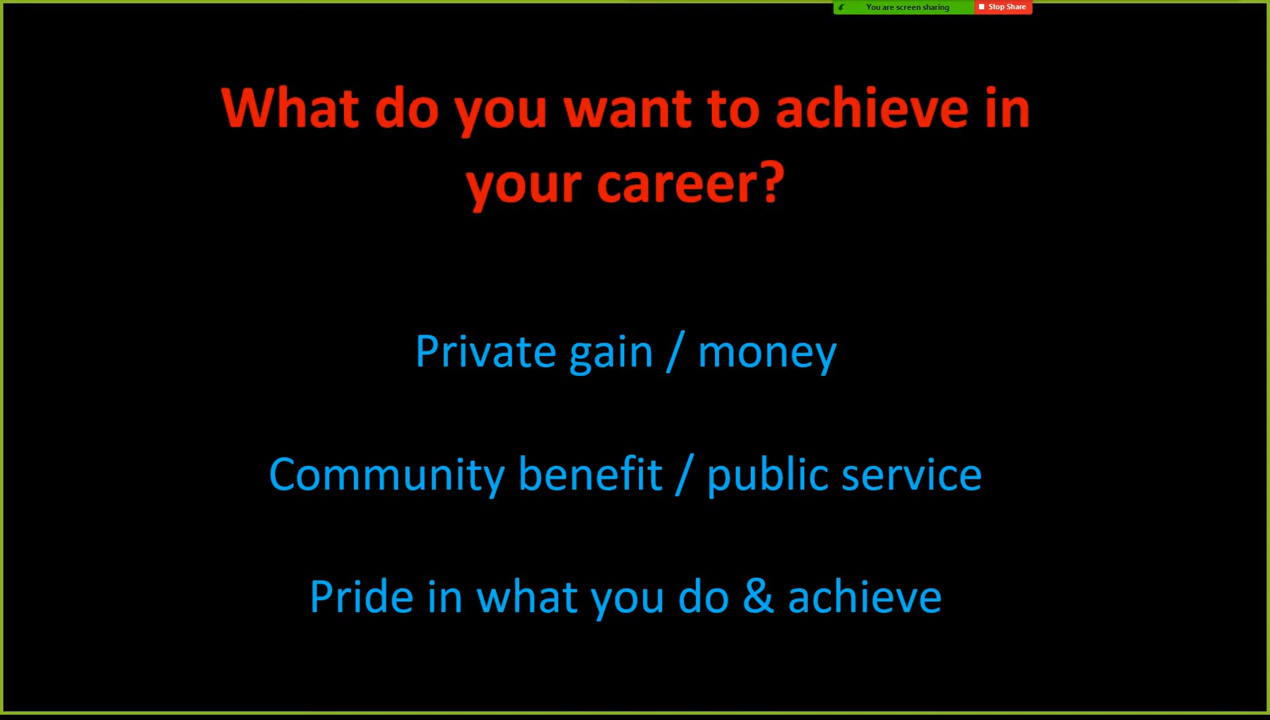 You are screen sharing Stop Share
What do you want to achieve in
your career?
Private gain / money
Community benefit / public service
Pride in what you do & achieve